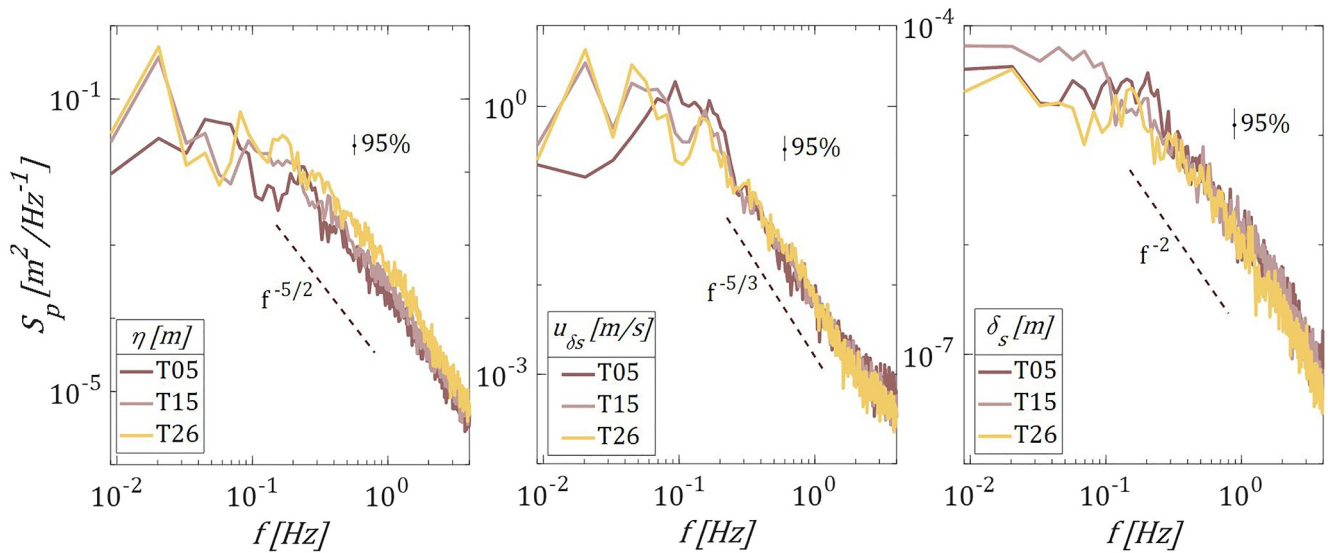 S_p [m^2/Hz^-1]
10^-1
10^-5
95%
f^-5/2
η [m]
T05
T15
T26
10^-2 10^-1 10^0
f [Hz]
10^0
10^-3
95%
f^-5/3
u_δs [m/s]
T05
T15
T26
10^-2 10^-1 10^0
f [Hz]
10^-4
10^-7
95%
f^-2
δ_s [m]
T05
T15
T26
10^-2 10^-1 10^0
f [Hz]